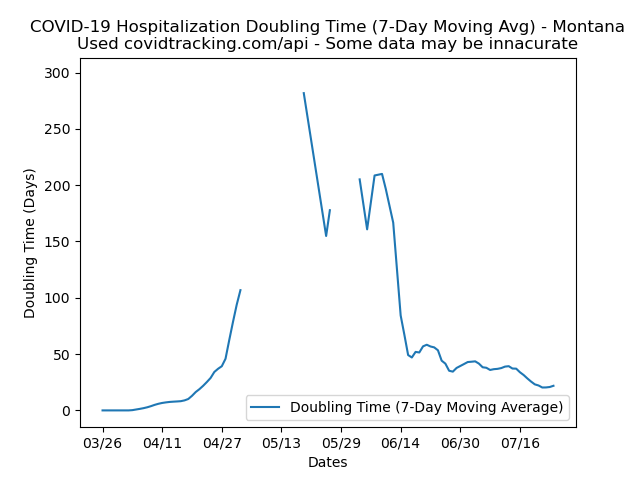 COVID-19 Hospitalization Doubling Time (7-Day Moving Avg) - Montana
Used covidtracking.com/api - Some data may be innacurate
300
250
200
150
100
50
0
Doubling Time (Days)
Doubling Time (7-Day Moving Average)
03/26 04/11 04/27 05/13 05/29 06/14 06/30 07/16
Dates